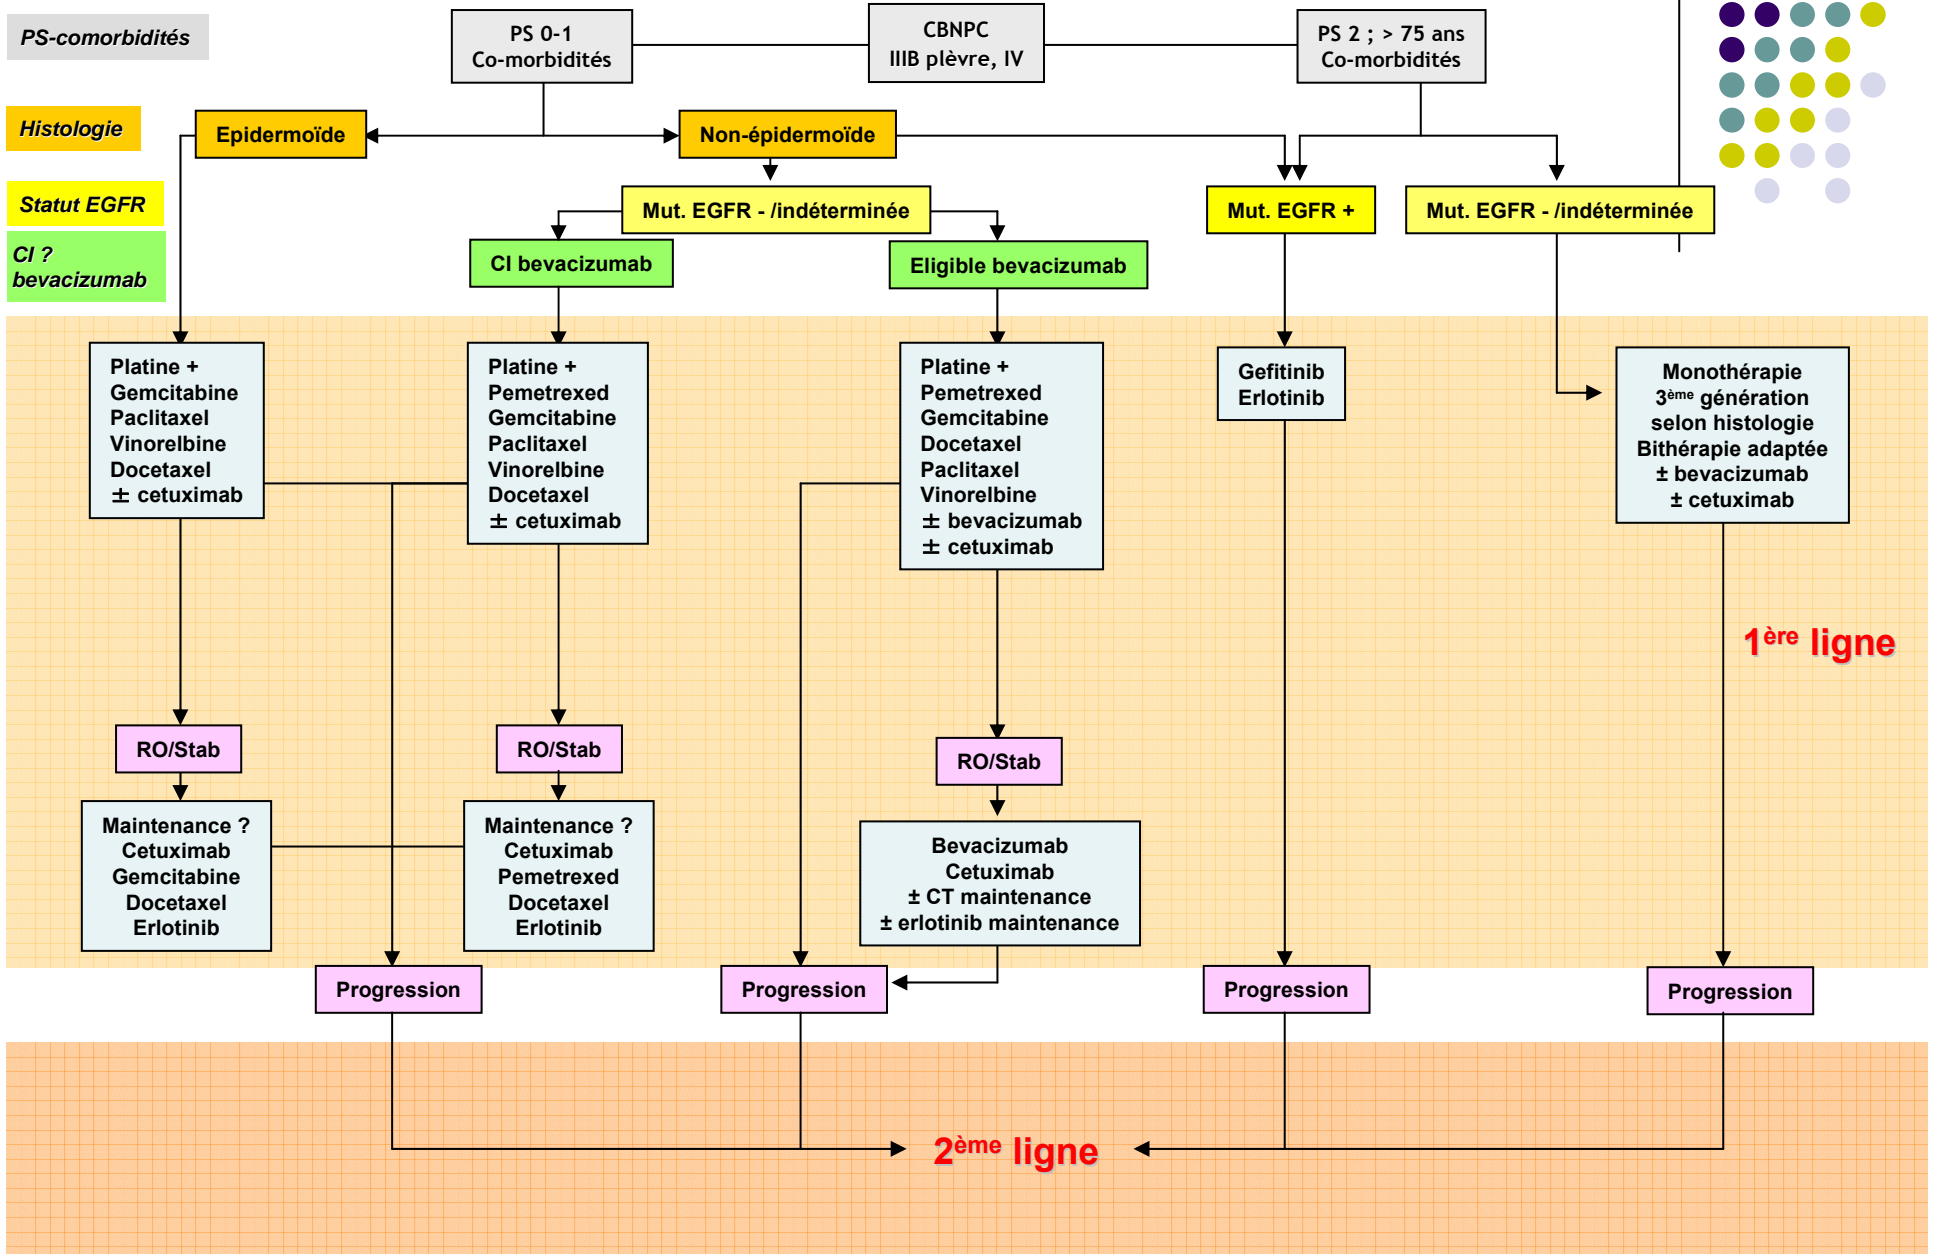 PS-comorbidités
PS 0-1
Co-morbidités
CBNPC
IIIB plèvre, IV
PS 2 ; > 75 ans
Co-morbidités
Histologie
Epidermoïde
Non-épidermoïde
Statut EGFR
Mut. EGFR - /indéterminée
Mut. EGFR +
Mut. EGFR - /indéterminée
CI ?
bevacizumab
CI bevacizumab
Eligible bevacizumab
Platine +
Gemcitabine
Paclitaxel
Vinorelbine
Docetaxel
± cetuximab
Platine +
Pemetrexed
Gemcitabine
Paclitaxel
Vinorelbine
Docetaxel
± cetuximab
Platine +
Pemetrexed
Gemcitabine
Docetaxel
Paclitaxel
Vinorelbine
± bevacizumab
± cetuximab
Gefitinib
Erlotinib
Monothérapie
3ème génération
selon histologie
Bithérapie adaptée
± bevacizumab
± cetuximab
1ère ligne
RO/Stab
RO/Stab
RO/Stab
Maintenance ?
Cetuximab
Gemcitabine
Docetaxel
Erlotinib
Maintenance ?
Cetuximab
Pemetrexed
Docetaxel
Erlotinib
Bevacizumab
Cetuximab
± CT maintenance
± erlotinib maintenance
Progression
Progression
Progression
Progression
2ème ligne